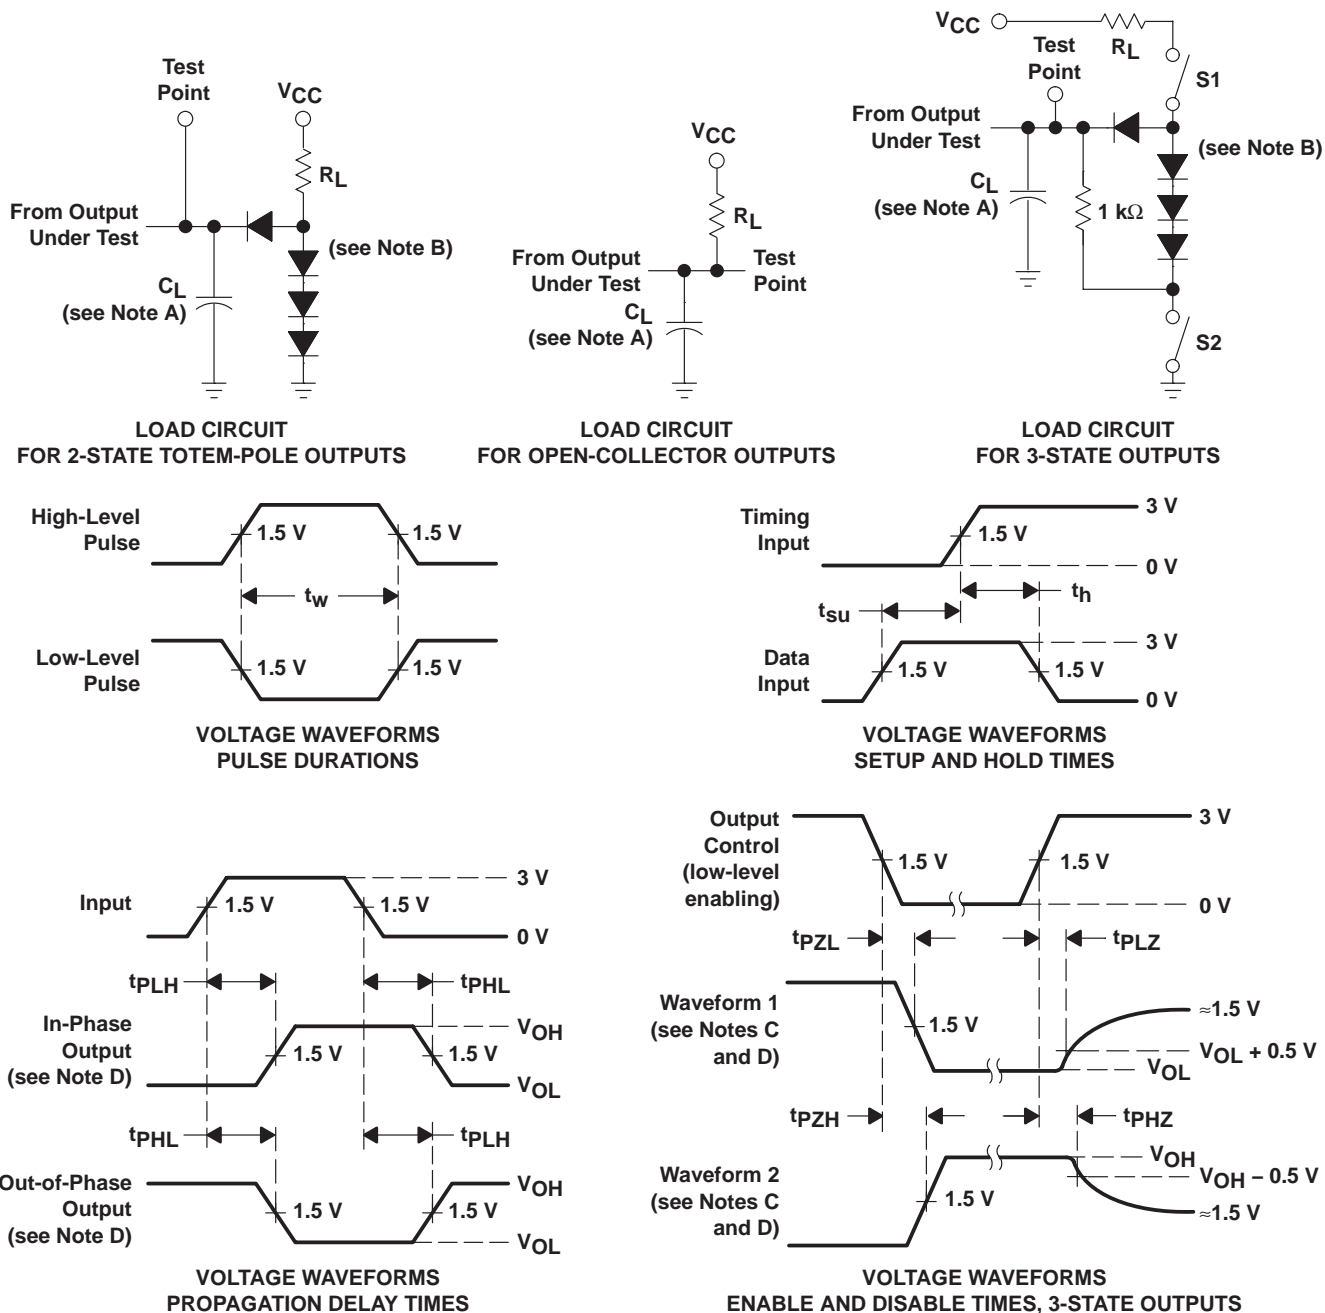 Test
Point
VCC
RL
From Output
Under Test
(see Note B)
CL
(see Note A)
LOAD CIRCUIT
FOR 2-STATE TOTEM-POLE OUTPUTS
VCC
RL
From Output
Under Test
Test
Point
CL
(see Note A)
LOAD CIRCUIT
FOR OPEN-COLLECTOR OUTPUTS
VCC
RL
Test
Point
S1
From Output
Under Test
(see Note B)
CL
(see Note A)
1 kΩ
S2
LOAD CIRCUIT
FOR 3-STATE OUTPUTS
High-Level
Pulse
1.5 V
1.5 V
tw
Low-Level
Pulse
1.5 V
1.5 V
VOLTAGE WAVEFORMS
PULSE DURATIONS
Timing
Input
3 V
1.5 V
0 V
th
tsu
Data
Input
3 V
1.5 V
1.5 V
0 V
VOLTAGE WAVEFORMS
SETUP AND HOLD TIMES
Input
3 V
1.5 V
1.5 V
0 V
tPLH
tPHL
In-Phase
Output
(see Note D)
VOH
1.5 V
1.5 V
VOL
tPHL
tPLH
Out-of-Phase
Output
(see Note D)
VOH
1.5 V
1.5 V
VOL
VOLTAGE WAVEFORMS
PROPAGATION DELAY TIMES
Output
Control
(low-level
enabling)
3 V
1.5 V
1.5 V
0 V
tPZL
tPLZ
Waveform 1
(see Notes C
and D)
1.5 V
≈1.5 V
VOL + 0.5 V
VOL
tPZH
tPHZ
Waveform 2
(see Notes C
and D)
VOH
VOH – 0.5 V
1.5 V
≈1.5 V
VOLTAGE WAVEFORMS
ENABLE AND DISABLE TIMES, 3-STATE OUTPUTS